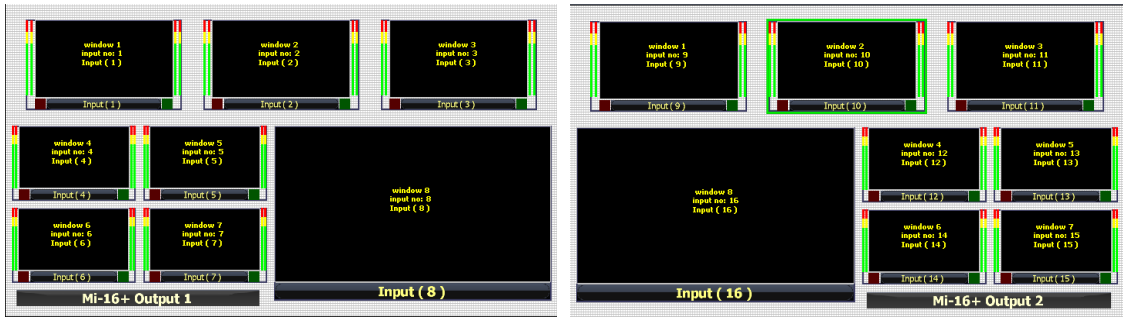 window 1
input no: 1
Input ( 1 )
Input ( 1 )
window 2
input no: 2
Input ( 2 )
Input ( 2 )
window 3
input no: 3
Input ( 3 )
Input ( 3 )
window 4
input no: 4
Input ( 4 )
Input ( 4 )
window 5
input no: 5
Input ( 5 )
Input ( 5 )
window 6
input no: 6
Input ( 6 )
Input ( 6 )
window 7
input no: 7
Input ( 7 )
Input ( 7 )
window 8
input no: 8
Input ( 8 )
Input ( 8 )
Mi-16+ Output 1
window 1
input no: 9
Input ( 9 )
Input ( 9 )
window 2
input no: 10
Input ( 10 )
Input ( 10 )
window 3
input no: 11
Input ( 11 )
Input ( 11 )
window 8
input no: 16
Input ( 16 )
Input ( 16 )
window 4
input no: 12
Input ( 12 )
Input ( 12 )
window 5
input no: 13
Input ( 13 )
Input ( 13 )
window 6
input no: 14
Input ( 14 )
Input ( 14 )
window 7
input no: 15
Input ( 15 )
Input ( 15 )
Mi-16+ Output 2